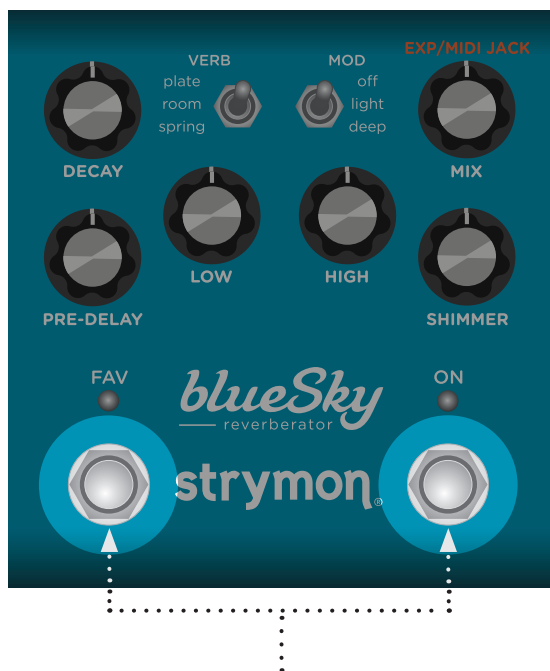 EXP/MIDI JACK
VERB
plate
room
spring
MOD
off
light
deep
DECAY
MIX
LOW
HIGH
PRE-DELAY
SHIMMER
FAV
ON
blueSky
reverberator
strymon®